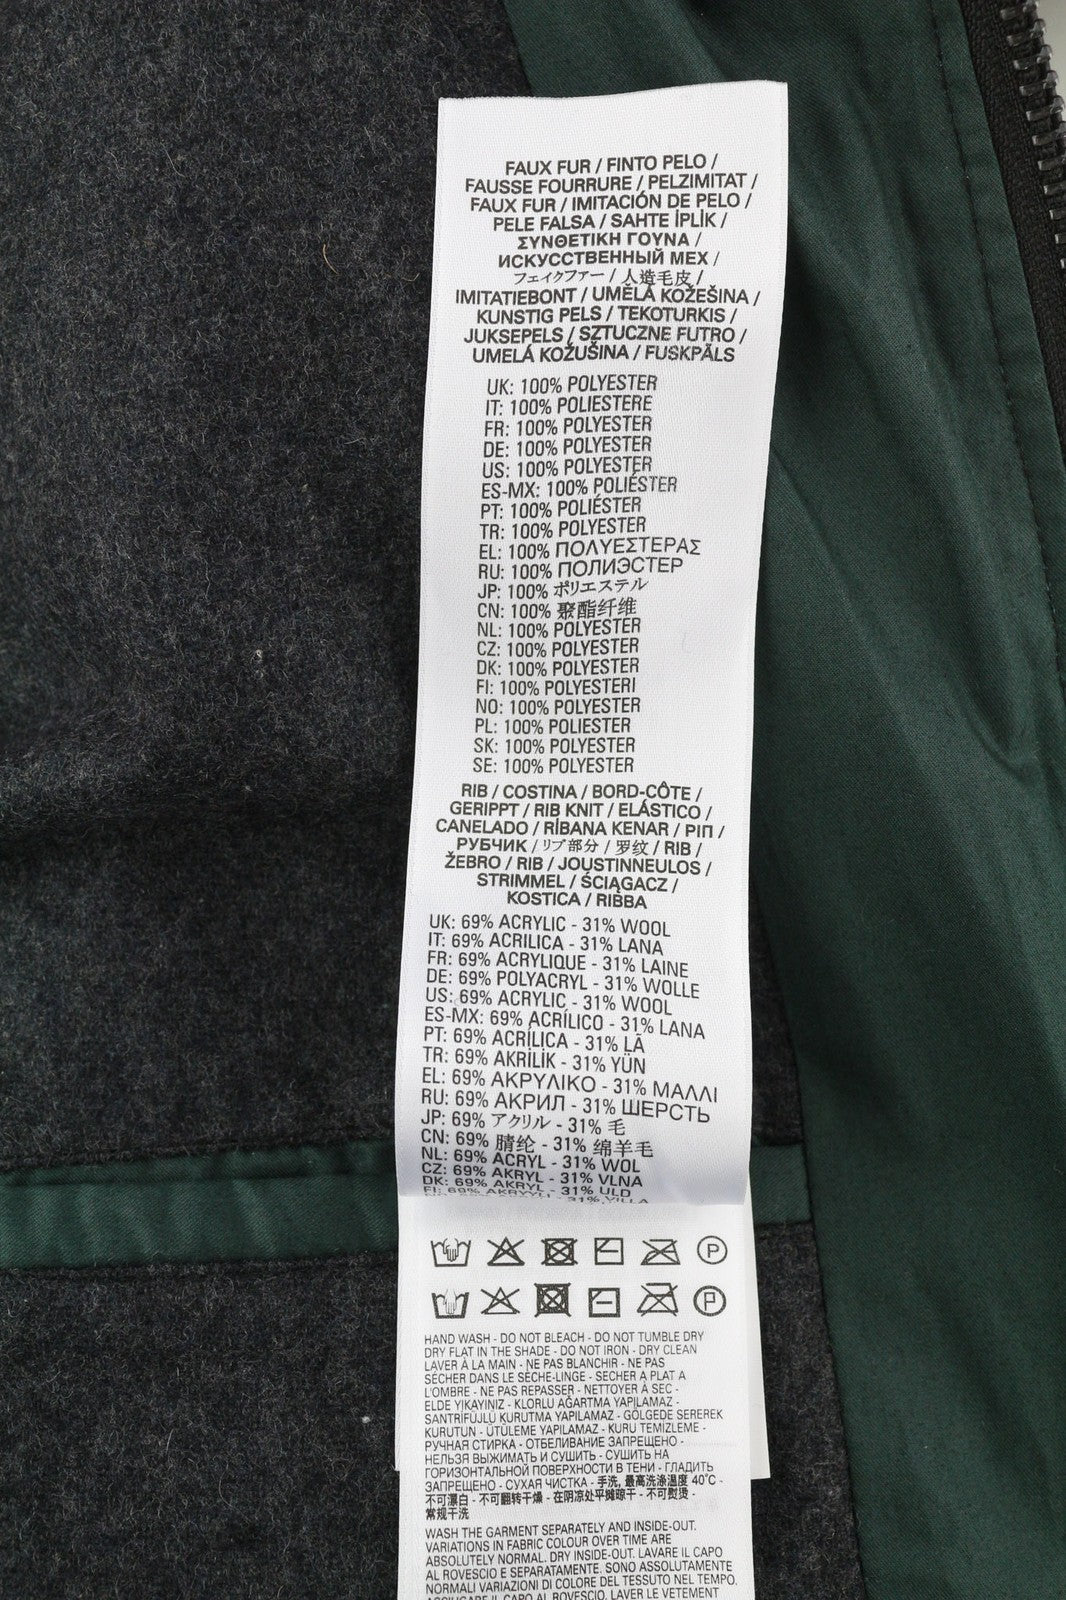 FAUX FUR / FINTO PELO /
FAUSSE FOURRURE / PELZIMITAT /
FAUX FUR / IMITACIÓN DE PELO /
PELE FALSA / SAHTE İPLİK /
ΣΥΝΘΕΤΙΚΗ ΓΟΥΝΑ /
ИСКУССТВЕННЫЙ МЕХ /
フェイクファー / 人造毛皮 /
IMITATIEBONT / UMĚLÁ KOŽEŠINA /
KUNSTIG PELS / TEKOTURKIS /
JUKSEPELS / SZTUCZNE FUTRO /
UMELÁ KOŽUŠINA / FUSKPÄLS
UK: 100% POLYESTER
IT: 100% POLIESTERE
FR: 100% POLYESTER
DE: 100% POLYESTER
US: 100% POLYESTER
ES-MX: 100% POLIÉSTER
PT: 100% POLIÉSTER
TR: 100% POLYESTER
EL: 100% ΠΟΛΥΕΣΤΕΡΑΣ
RU: 100% ПОЛИЭСТЕР
JP: 100% ポリエステル
CN: 100% 聚酯纤维
NL: 100% POLYESTER
CZ: 100% POLYESTER
DK: 100% POLYESTER
FI: 100% POLYESTERI
NO: 100% POLYESTER
PL: 100% POLIESTER
SK: 100% POLYESTER
SE: 100% POLYESTER
RIB / COSTINA / BORD-CÔTE /
GERIPPT / RIB KNIT / ELÁSTICO /
CANELADO / RİBANA KENAR / ΡΙΠ /
РУБЧИК / リブ部分 / 罗纹 / RIB /
ŽEBRO / RIB / JOUSTINNEULOS /
STRIMMEL / ŚCIĄGACZ /
KOSTICA / RIBBA
UK: 69% ACRYLIC - 31% WOOL
IT: 69% ACRILICA - 31% LANA
FR: 69% ACRYLIQUE - 31% LAINE
DE: 69% POLYACRYL - 31% WOLLE
US: 69% ACRYLIC - 31% WOOL
ES-MX: 69% ACRÍLICO - 31% LANA
PT: 69% ACRÍLICA - 31% LÃ
TR: 69% AKRİLİK - 31% YÜN
EL: 69% ΑΚΡΥΛΙΚΟ - 31% ΜΑΛΛΙ
RU: 69% АКРИЛ - 31% ШЕРСТЬ
JP: 69% アクリル - 31% 毛
CN: 69% 腈纶 - 31% 绵羊毛
NL: 69% ACRYL - 31% WOL
CZ: 69% AKRYL - 31% VLNA
DK: 69% AKRYL - 31% ULD
FI: 69% AKRYYLI - 31% VILLA
P
P
HAND WASH - DO NOT BLEACH - DO NOT TUMBLE DRY
DRY FLAT IN THE SHADE - DO NOT IRON - DRY CLEAN
LAVER À LA MAIN - NE PAS BLANCHIR - NE PAS
SÈCHER DANS LE SÈCHE-LINGE - SECHER A PLAT A
L'OMBRE - NE PAS REPASSER - NETTOYER À SEC -
ELDE YIKAYINIZ - KLORLU AĞARTMA YAPILAMAZ -
SANTRİFÜJLÜ KURUTMA YAPILAMAZ - GÖLGEDE SEREREK
KURUTUN - ÜTÜLEME YAPILAMAZ - KURU TEMİZLEME -
РУЧНАЯ СТИРКА - ОТБЕЛИВАНИЕ ЗАПРЕЩЕНО -
НЕЛЬЗЯ ВЫЖИМАТЬ И СУШИТЬ - СУШИТЬ НА
ГОРИЗОНТАЛЬНОЙ ПОВЕРХНОСТИ В ТЕНИ - ГЛАДИТЬ
ЗАПРЕЩЕНО - СУХАЯ ЧИСТКА - 手洗, 最高洗涤温度 40°C -
不可漂白 - 不可翻转干燥 - 在阴凉处平摊晾干 - 不可熨烫 -
常规干洗
WASH THE GARMENT SEPARATELY AND INSIDE-OUT.
VARIATIONS IN FABRIC COLOUR OVER TIME ARE
ABSOLUTELY NORMAL. DRY INSIDE-OUT. LAVARE IL CAPO
AL ROVESCIO E SEPARATAMENTE. SONO ASSOLUTAMENTE
NORMALI VARIAZIONI DI COLORE DEL TESSUTO NEL TEMPO.
ASCIUGARE IL CAPO AL ROVESCIO. LAVER LE VETEMENT